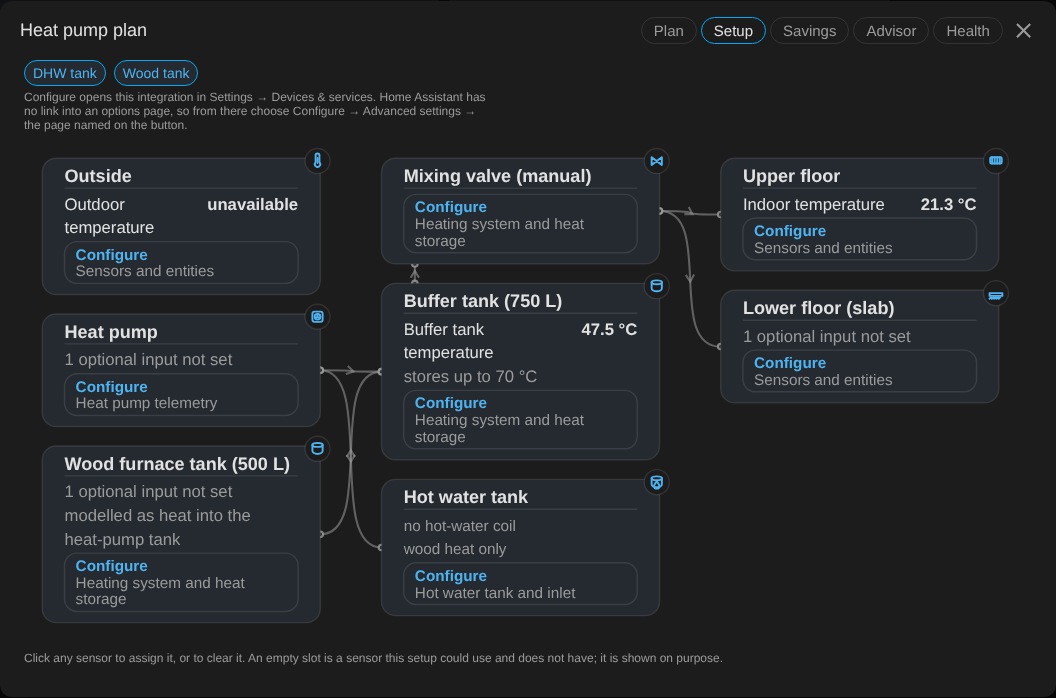 Heat pump plan
Plan
Setup
Savings
Advisor
Health
DHW tank
Wood tank
Configure opens this integration in Settings → Devices & services. Home Assistant has
no link into an options page, so from there choose Configure → Advanced settings →
the page named on the button.
Outside
Outdoor temperature unavailable
Configure
Sensors and entities
Heat pump
1 optional input not set
Configure
Heat pump telemetry
Wood furnace tank (500 L)
1 optional input not set
modelled as heat into the
heat-pump tank
Configure
Heating system and heat
storage
Mixing valve (manual)
Configure
Heating system and heat
storage
Buffer tank (750 L)
Buffer tank temperature 47.5 °C
stores up to 70 °C
Configure
Heating system and heat
storage
Hot water tank
no hot-water coil
wood heat only
Configure
Hot water tank and inlet
Upper floor
Indoor temperature 21.3 °C
Configure
Sensors and entities
Lower floor (slab)
1 optional input not set
Configure
Sensors and entities
Click any sensor to assign it, or to clear it. An empty slot is a sensor this setup could use and does not have; it is shown on purpose.